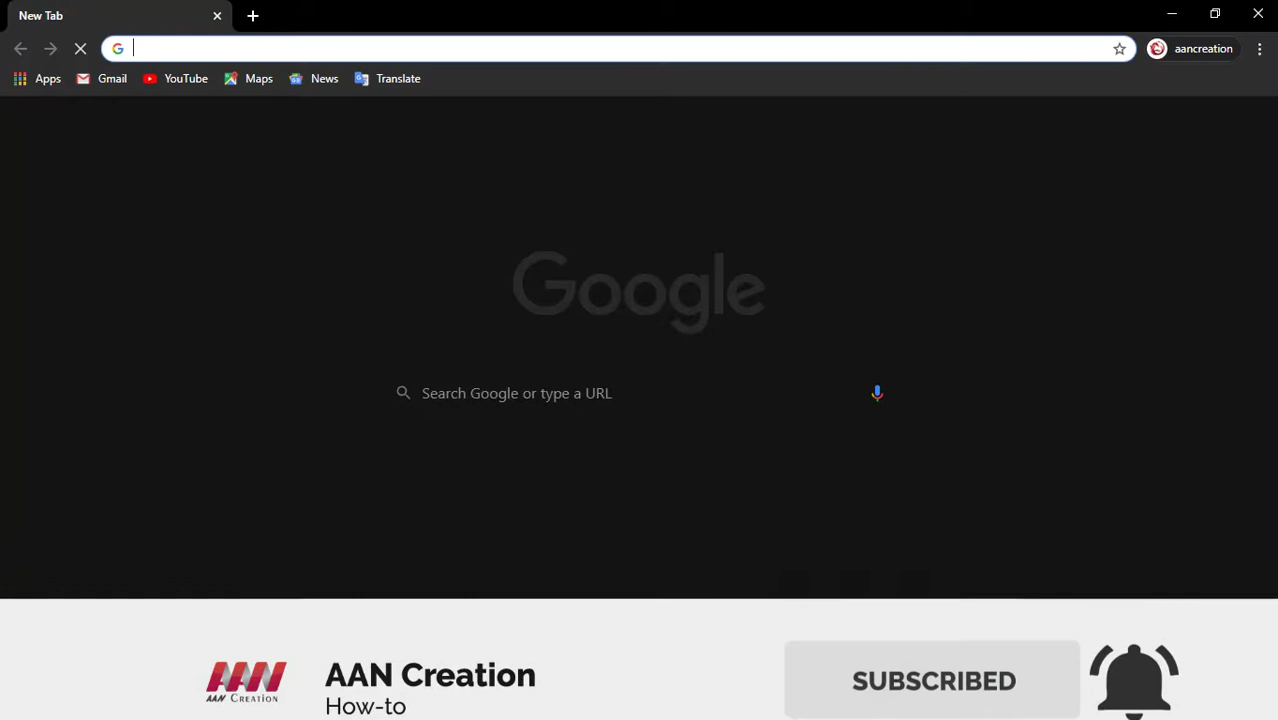 New Tab
aancreation
Apps Gmail YouTube Maps News Translate
Google
Search Google or type a URL
AAN CREATION
AAN Creation
How-to
SUBSCRIBED